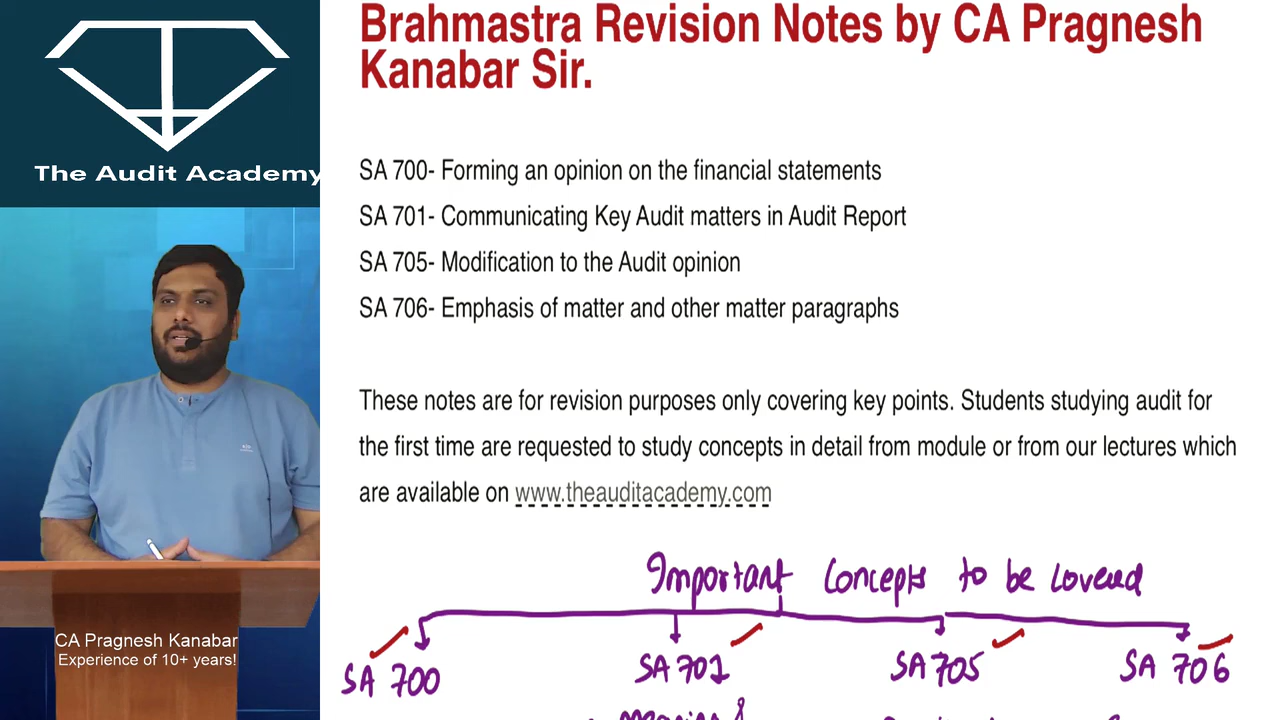 The Audit Academy
Brahmastra Revision Notes by CA Pragnesh
Kanabar Sir.
SA 700- Forming an opinion on the financial statements
SA 701- Communicating Key Audit matters in Audit Report
SA 705- Modification to the Audit opinion
SA 706- Emphasis of matter and other matter paragraphs
These notes are for revision purposes only covering key points. Students studying audit for
the first time are requested to study concepts in detail from module or from our lectures which
are available on www.theauditacademy.com
Important Concepts to be Covered
SA 700 SA 701 SA 705 SA 706
CA Pragnesh Kanabar
Experience of 10+ years!